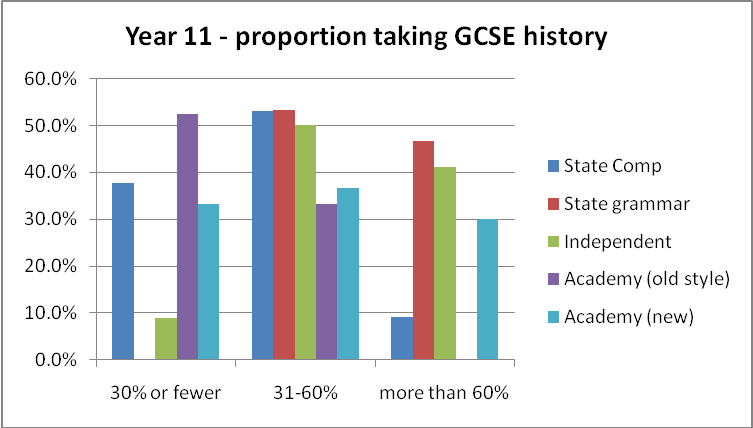 Year 11 - proportion taking GCSE history
60.0%
50.0%
40.0%
30.0%
20.0%
10.0%
0.0%
30% or fewer
31-60%
more than 60%
State Comp
State grammar
Independent
Academy (old style)
Academy (new)